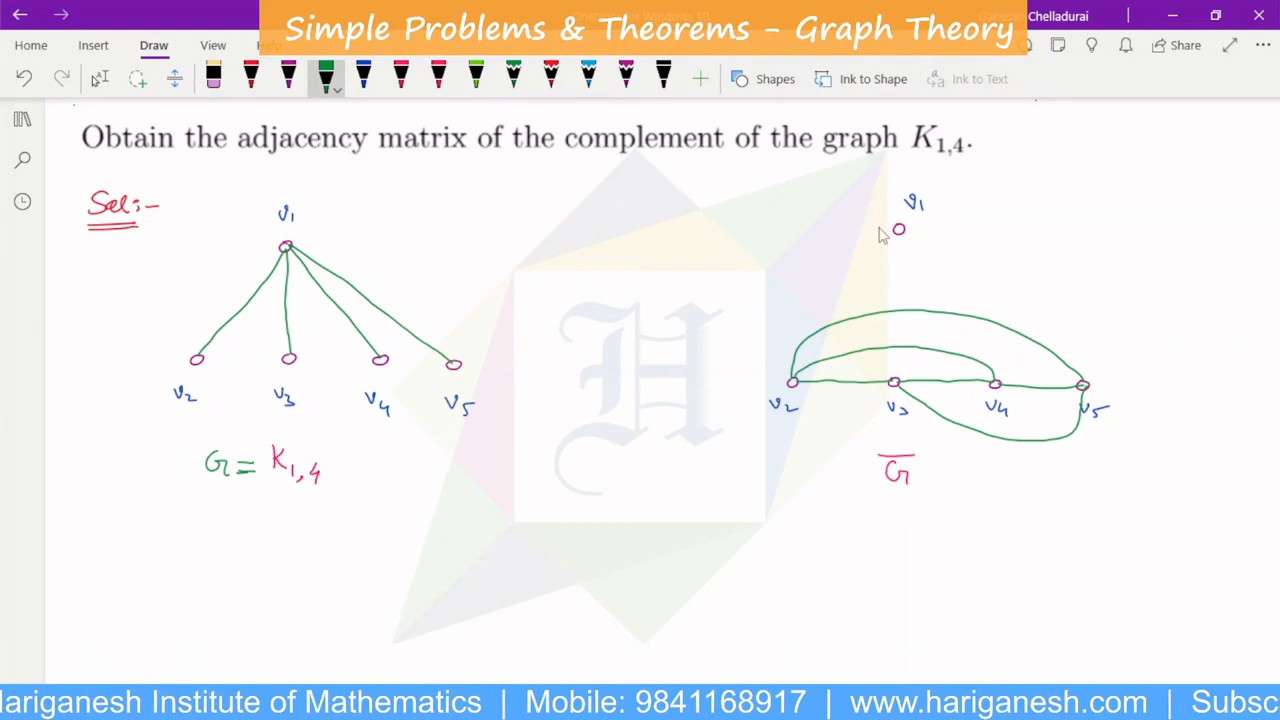 Simple Problems & Theorems - Graph Theory
Chelladurai
Home Insert Draw View
Share
Shapes Ink to Shape Ink to Text
Obtain the adjacency matrix of the complement of the graph K1,4.
Sol:-
v1
v1
v2 v3 v4 v5
v2 v3 v4 v5
G = K1,4
G̅
H
Hariganesh Institute of Mathematics | Mobile: 9841168917 | www.hariganesh.com | Subsc